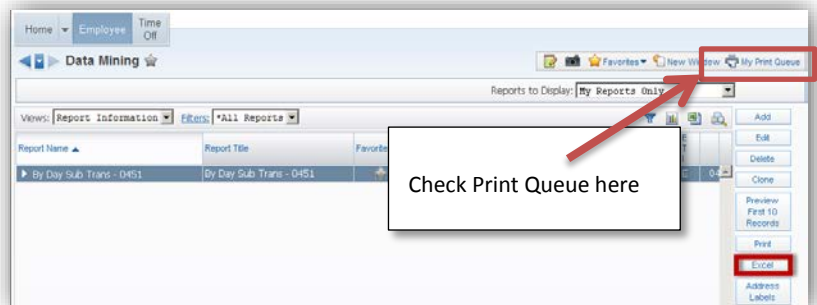 Home Employee Time Off
Data Mining
Favorites New Window My Print Queue
Reports to Display: My Reports Only
Views: Report Information Filters: *All Reports
Add
Edit
Report Name Report Title Favorite
Delete
By Day Sub Trans - 0451 By Day Sub Trans - 0451
Check Print Queue here
Clone
Preview First 10 Records
Print
Excel
Address Labels